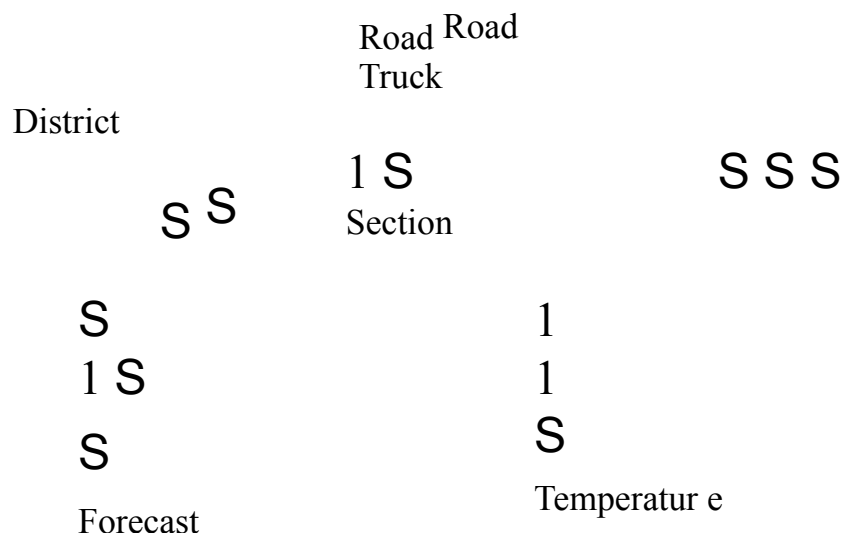 Road Road
Truck
District
1 S S S S
S S
Section
S 1
1 S 1
S S
Forecast Temperatur e